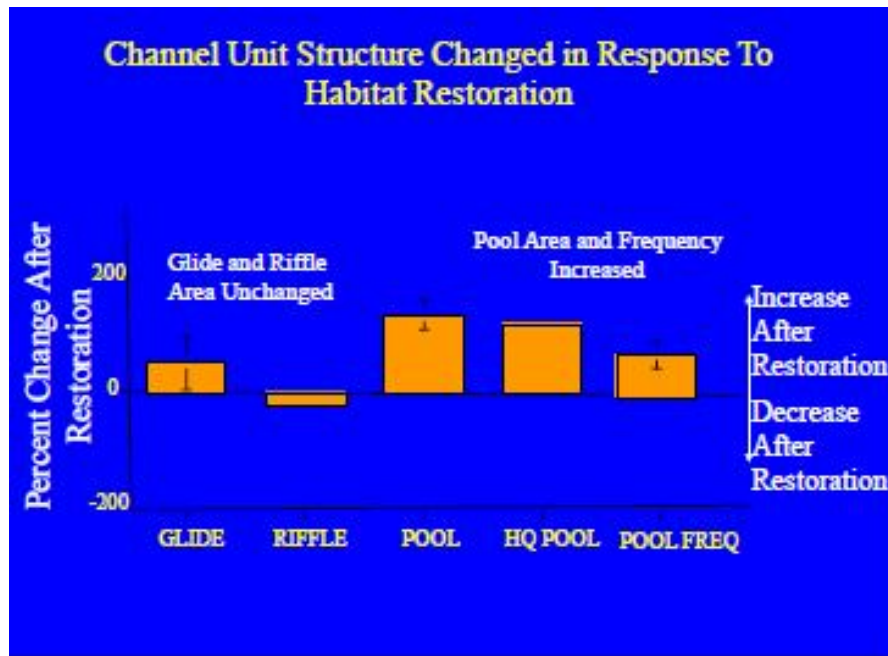 Channel Unit Structure Changed in Response To
Habitat Restoration
Percent Change After
Restoration
200
0
-200
Glide and Riffle
Area Unchanged
Pool Area and Frequency
Increased
Increase
After
Restoration
Decrease
After
Restoration
GLIDE
RIFFLE
POOL
HQ POOL
POOL FREQ